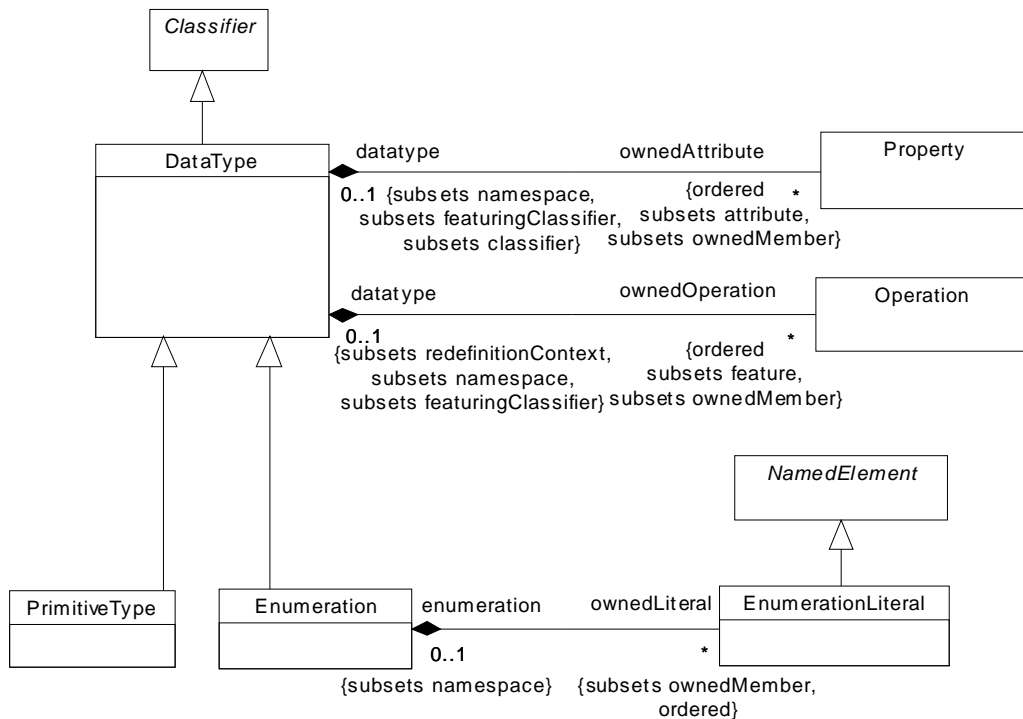 Classifier
DataType
datatype
ownedAttribute
Property
0..1 {subsets namespace,
subsets featuringClassifier,
subsets classifier}
{ordered *
subsets attribute,
subsets ownedMember}
datatype
ownedOperation
Operation
0..1
{subsets redefinitionContext,
subsets namespace,
subsets featuringClassifier}
*
{ordered
subsets feature,
subsets ownedMember}
NamedElement
PrimitiveType
Enumeration
enumeration
ownedLiteral
EnumerationLiteral
0..1
*
{subsets namespace}
{subsets ownedMember,
ordered}